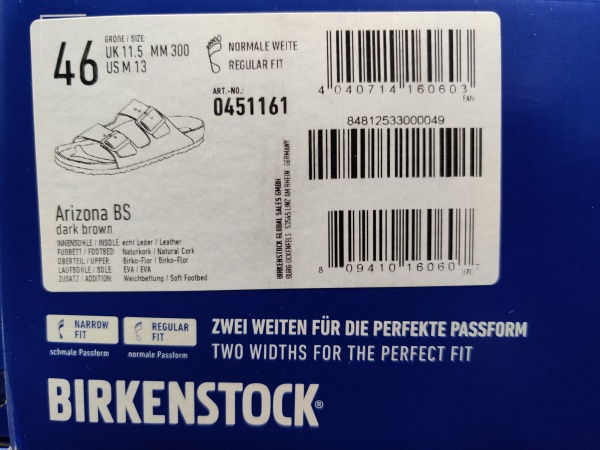 46
GRÖßE / SIZE:
UK 11.5 MM 300
US M 13
NORMALE WEITE
REGULAR FIT
ART.-NO.:
0451161
4 040714 160603
EAN
84812533000049
8 09410 16060 7
UPC
Arizona BS
dark brown
INNENSOHLE / INSOLE: echt Leder / Leather
FUßBETT / FOOTBED: Naturkork / Natural Cork
OBERTEIL / UPPER: Birko-Flor / Birko-Flor
LAUFSOHLE / SOLE: EVA / EVA
ZUSATZ / ADDITION: Weichbettung / Soft Footbed
BIRKENSTOCK GLOBAL SALES GMBH
BURG OCKENFELS 53545 LINZ AM RHEIN GERMANY
NARROW FIT
schmale Passform
REGULAR FIT
normale Passform
ZWEI WEITEN FÜR DIE PERFEKTE PASSFORM
TWO WIDTHS FOR THE PERFECT FIT
BIRKENSTOCK®